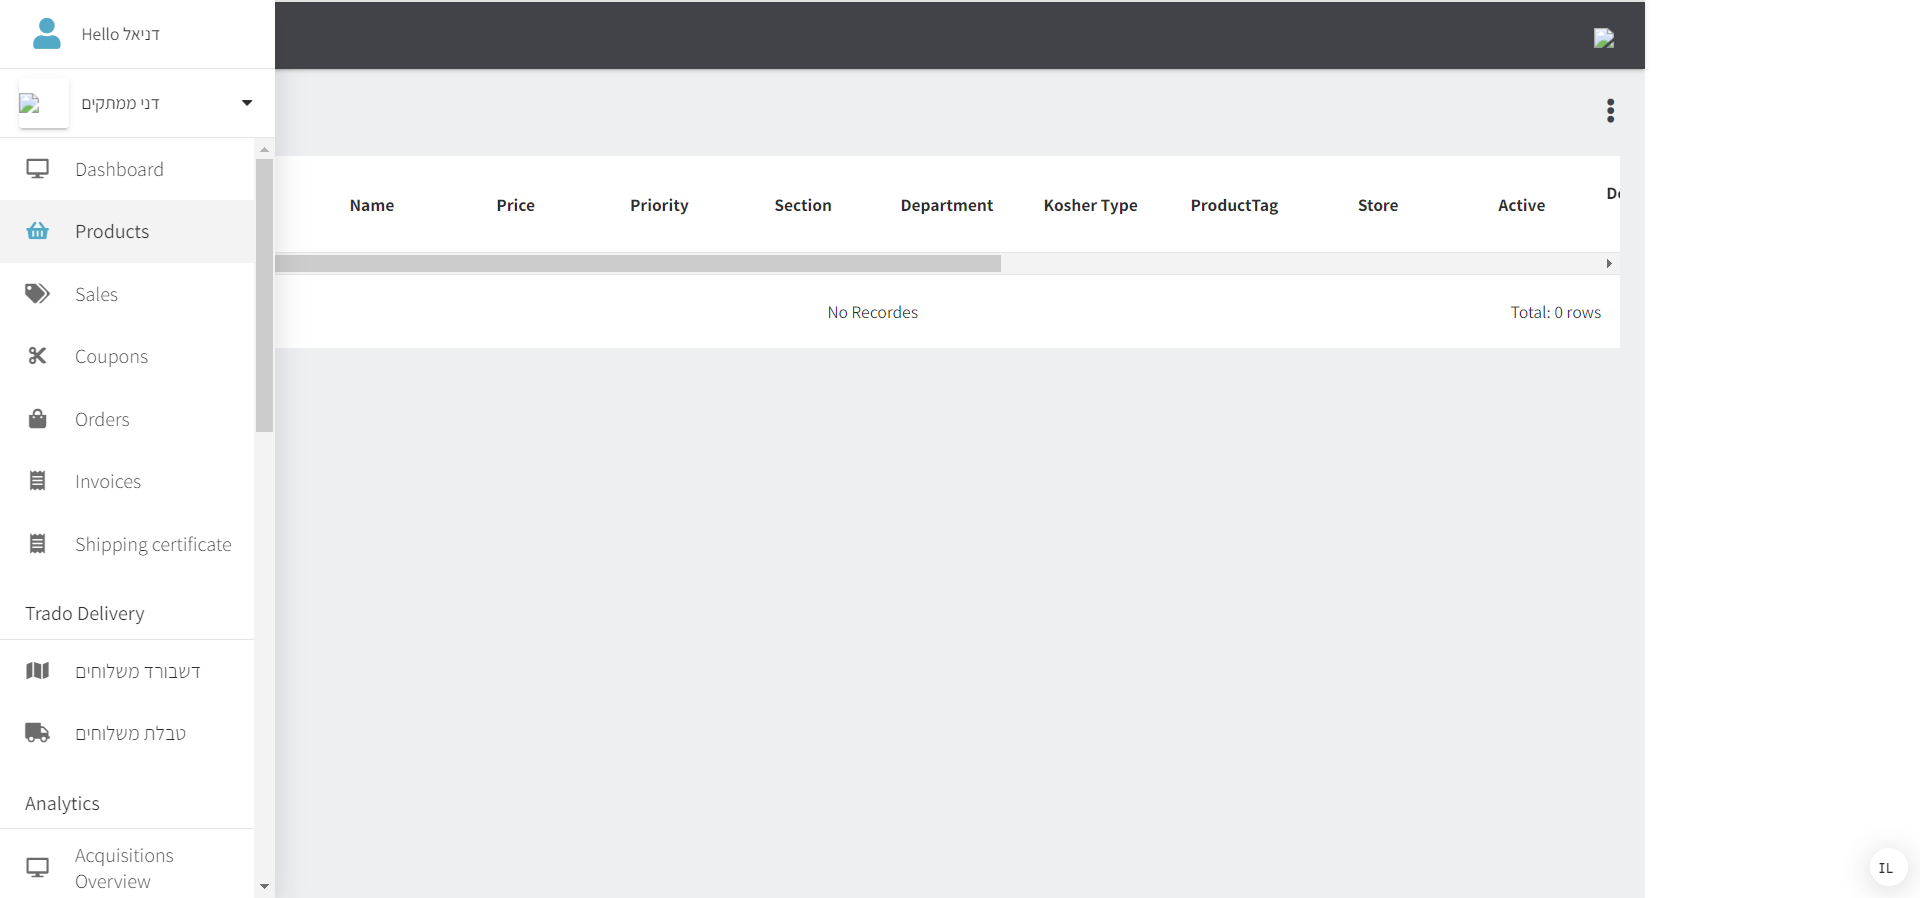 Hello דניאל
דני ממתקים
Dashboard
Products
Sales
Coupons
Orders
Invoices
Shipping certificate
Trado Delivery
דשבורד משלוחים
טבלת משלוחים
Analytics
Acquisitions
Overview
Name Price Priority Section Department Kosher Type ProductTag Store Active
No Recordes Total: 0 rows
IL